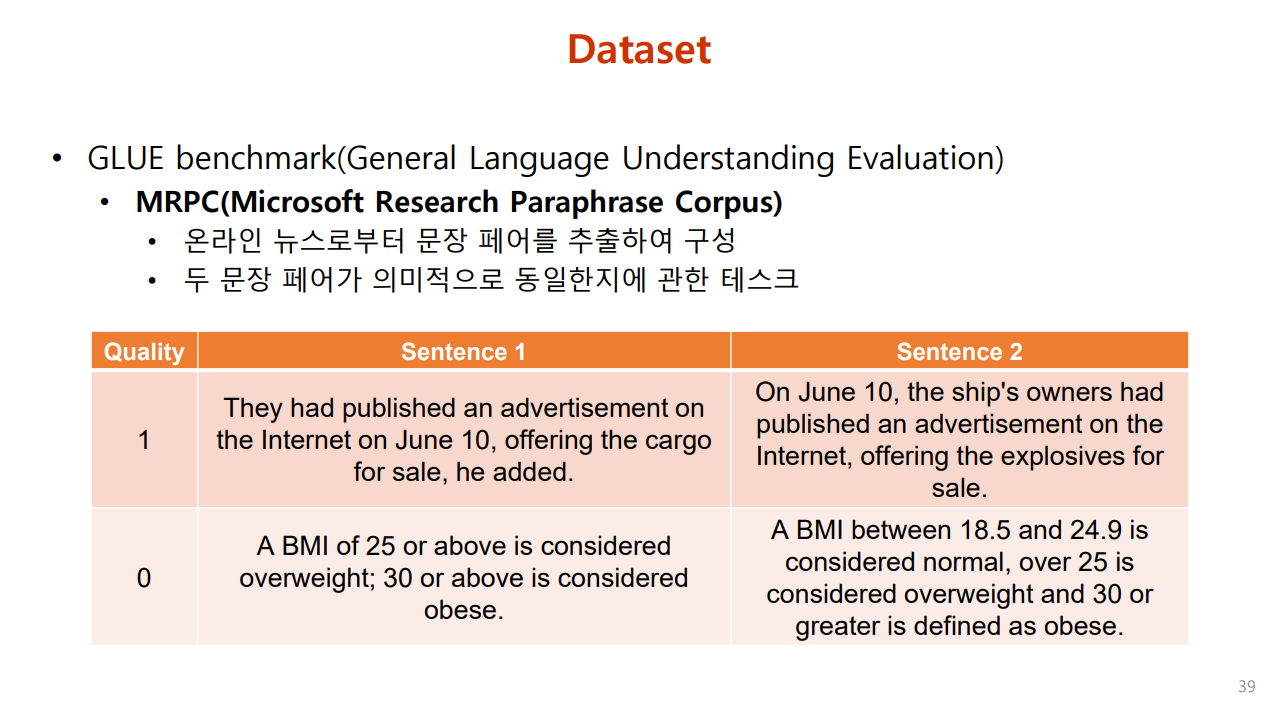 Dataset
• GLUE benchmark(General Language Understanding Evaluation)
• MRPC(Microsoft Research Paraphrase Corpus)
• 온라인 뉴스로부터 문장 페어를 추출하여 구성
• 두 문장 페어가 의미적으로 동일한지에 관한 테스크
Quality Sentence 1 Sentence 2
1
They had published an advertisement on
the Internet on June 10, offering the cargo
for sale, he added.
On June 10, the ship's owners had
published an advertisement on the
Internet, offering the explosives for
sale.
0
A BMI of 25 or above is considered
overweight; 30 or above is considered
obese.
A BMI between 18.5 and 24.9 is
considered normal, over 25 is
considered overweight and 30 or
greater is defined as obese.
39